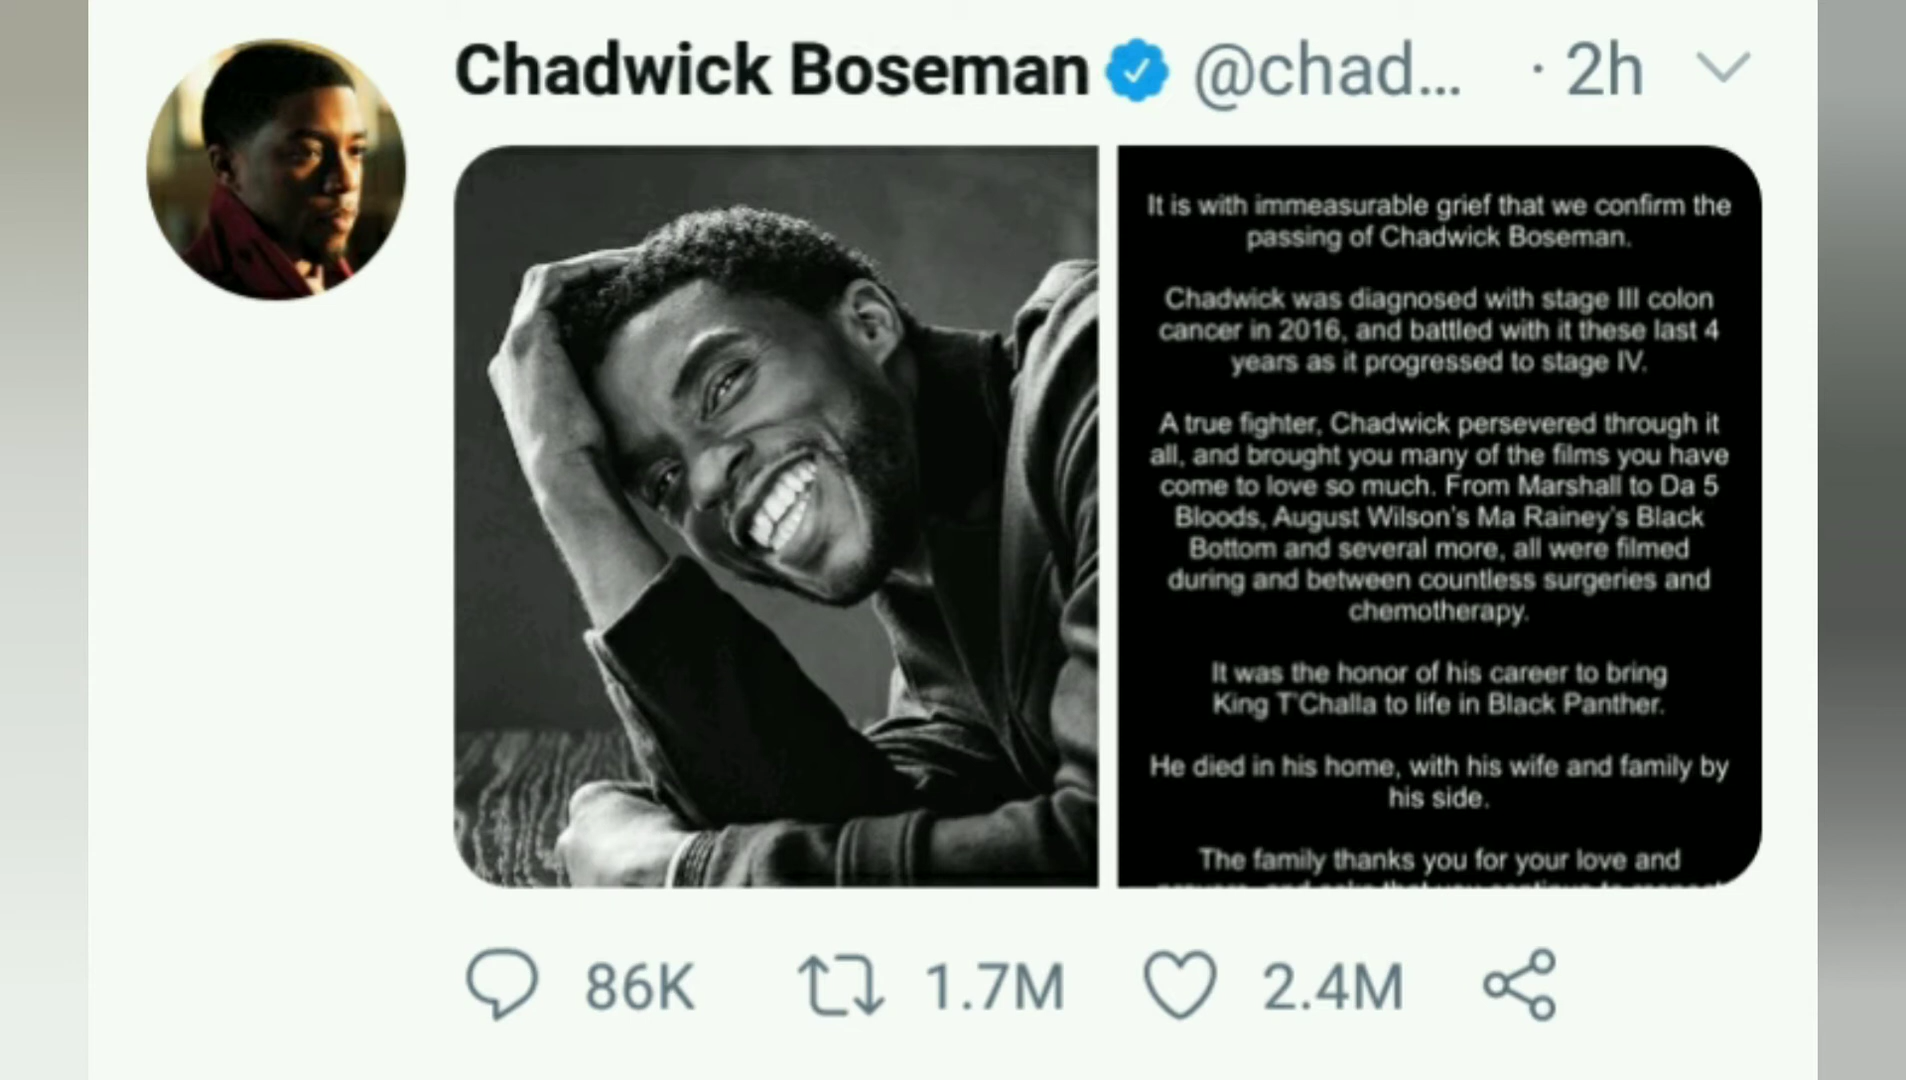 Chadwick Boseman @chad... · 2h
It is with immeasurable grief that we confirm the
passing of Chadwick Boseman.
Chadwick was diagnosed with stage III colon
cancer in 2016, and battled with it these last 4
years as it progressed to stage IV.
A true fighter, Chadwick persevered through it
all, and brought you many of the films you have
come to love so much. From Marshall to Da 5
Bloods, August Wilson's Ma Rainey's Black
Bottom and several more, all were filmed
during and between countless surgeries and
chemotherapy.
It was the honor of his career to bring
King T'Challa to life in Black Panther.
He died in his home, with his wife and family by
his side.
The family thanks you for your love and
86K 1.7M 2.4M